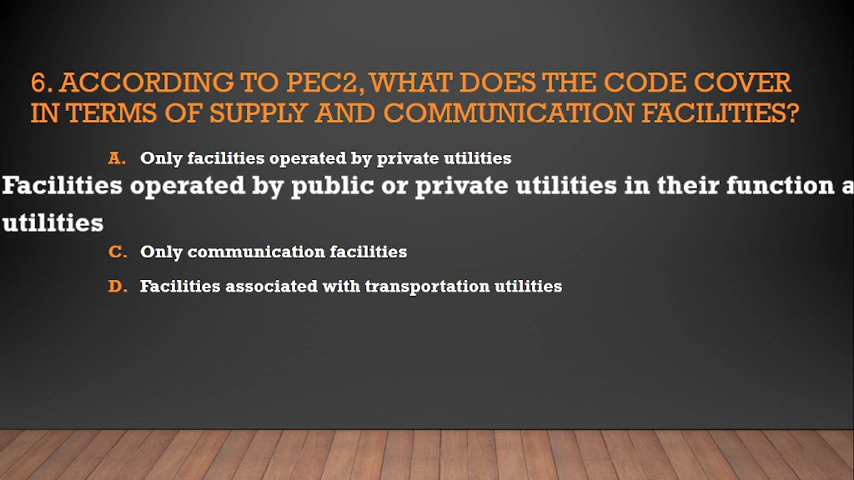 6. ACCORDING TO PEC2, WHAT DOES THE CODE COVER
IN TERMS OF SUPPLY AND COMMUNICATION FACILITIES?
A. Only facilities operated by private utilities
Facilities operated by public or private utilities in their function a
utilities
C. Only communication facilities
D. Facilities associated with transportation utilities